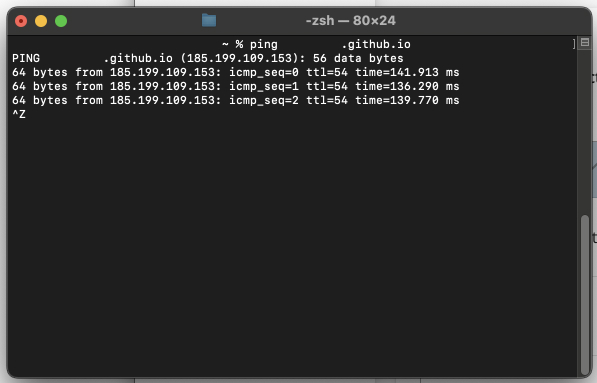 -zsh — 80×24
~ % ping .github.io ]
PING .github.io (185.199.109.153): 56 data bytes
64 bytes from 185.199.109.153: icmp_seq=0 ttl=54 time=141.913 ms
64 bytes from 185.199.109.153: icmp_seq=1 ttl=54 time=136.290 ms
64 bytes from 185.199.109.153: icmp_seq=2 ttl=54 time=139.770 ms
^Z